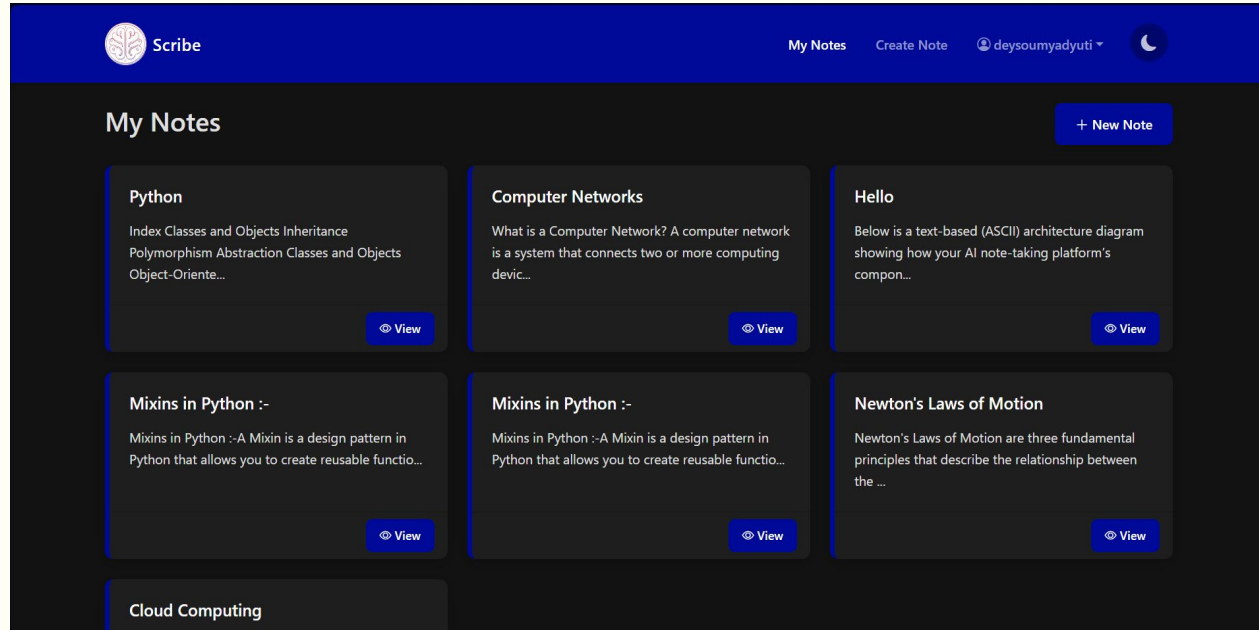 Scribe
My Notes
Create Note
deysoumyadyuti
My Notes
+ New Note
Python
Index Classes and Objects Inheritance
Polymorphism Abstraction Classes and Objects
Object-Oriente...
View
Computer Networks
What is a Computer Network? A computer network
is a system that connects two or more computing
devic...
View
Hello
Below is a text-based (ASCII) architecture diagram
showing how your AI note-taking platform's
compon...
View
Mixins in Python :-
Mixins in Python :-A Mixin is a design pattern in
Python that allows you to create reusable functio...
View
Mixins in Python :-
Mixins in Python :-A Mixin is a design pattern in
Python that allows you to create reusable functio...
View
Newton's Laws of Motion
Newton's Laws of Motion are three fundamental
principles that describe the relationship between
the ...
View
Cloud Computing